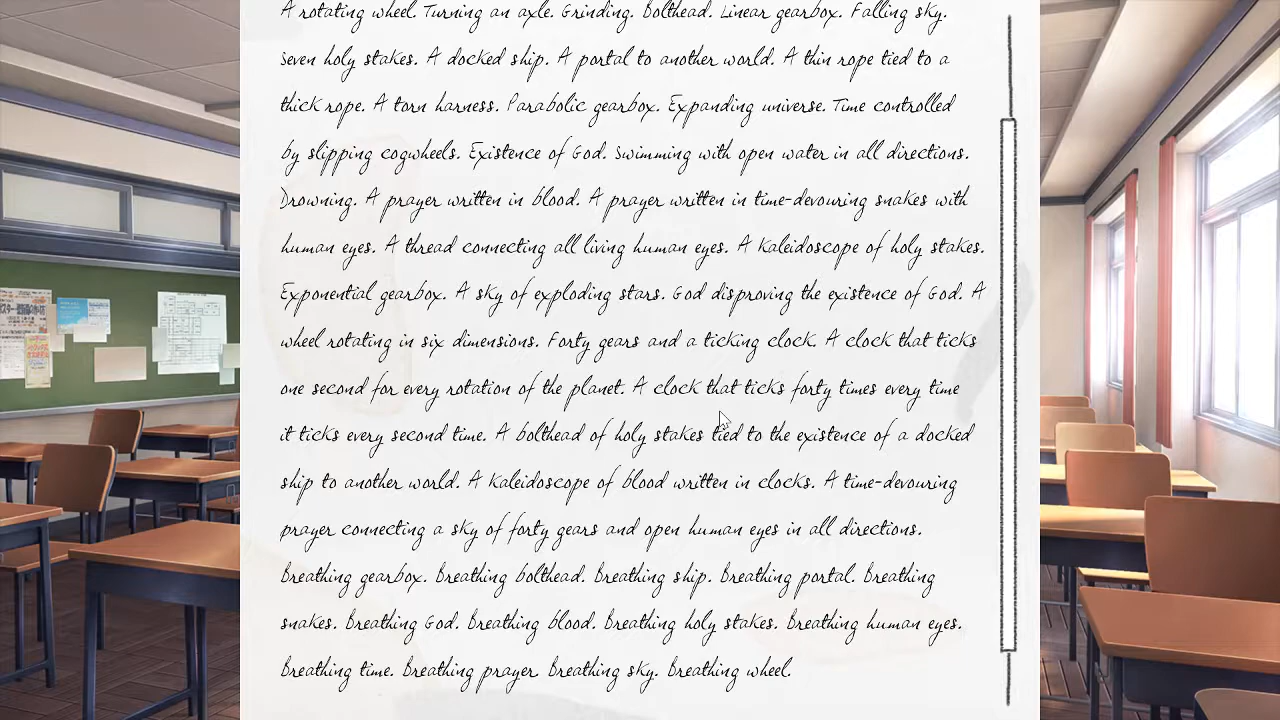 A rotating wheel. Turning an axle. Grinding. Bolthead. Linear gearbox. Falling sky.
Seven holy stakes. A docked ship. A portal to another world. A thin rope tied to a
thick rope. A torn harness. Parabolic gearbox. Expanding universe. Time controlled
by slipping cogwheels. Existence of God. Swimming with open water in all directions.
Drowning. A prayer written in blood. A prayer written in time-devouring snakes with
human eyes. A thread connecting all living human eyes. A kaleidoscope of holy stakes.
Exponential gearbox. A sky of exploding stars. God disproving the existence of God. A
wheel rotating in six dimensions. Forty gears and a ticking clock. A clock that ticks
one second for every rotation of the planet. A clock that ticks forty times every time
it ticks every second time. A bolthead of holy stakes tied to the existence of a docked
ship to another world. A kaleidoscope of blood written in clocks. A time-devouring
prayer connecting a sky of forty gears and open human eyes in all directions.
Breathing gearbox. Breathing bolthead. Breathing ship. Breathing portal. Breathing
snakes. Breathing God. Breathing blood. Breathing holy stakes. Breathing human eyes.
Breathing time. Breathing prayer. Breathing sky. Breathing wheel.